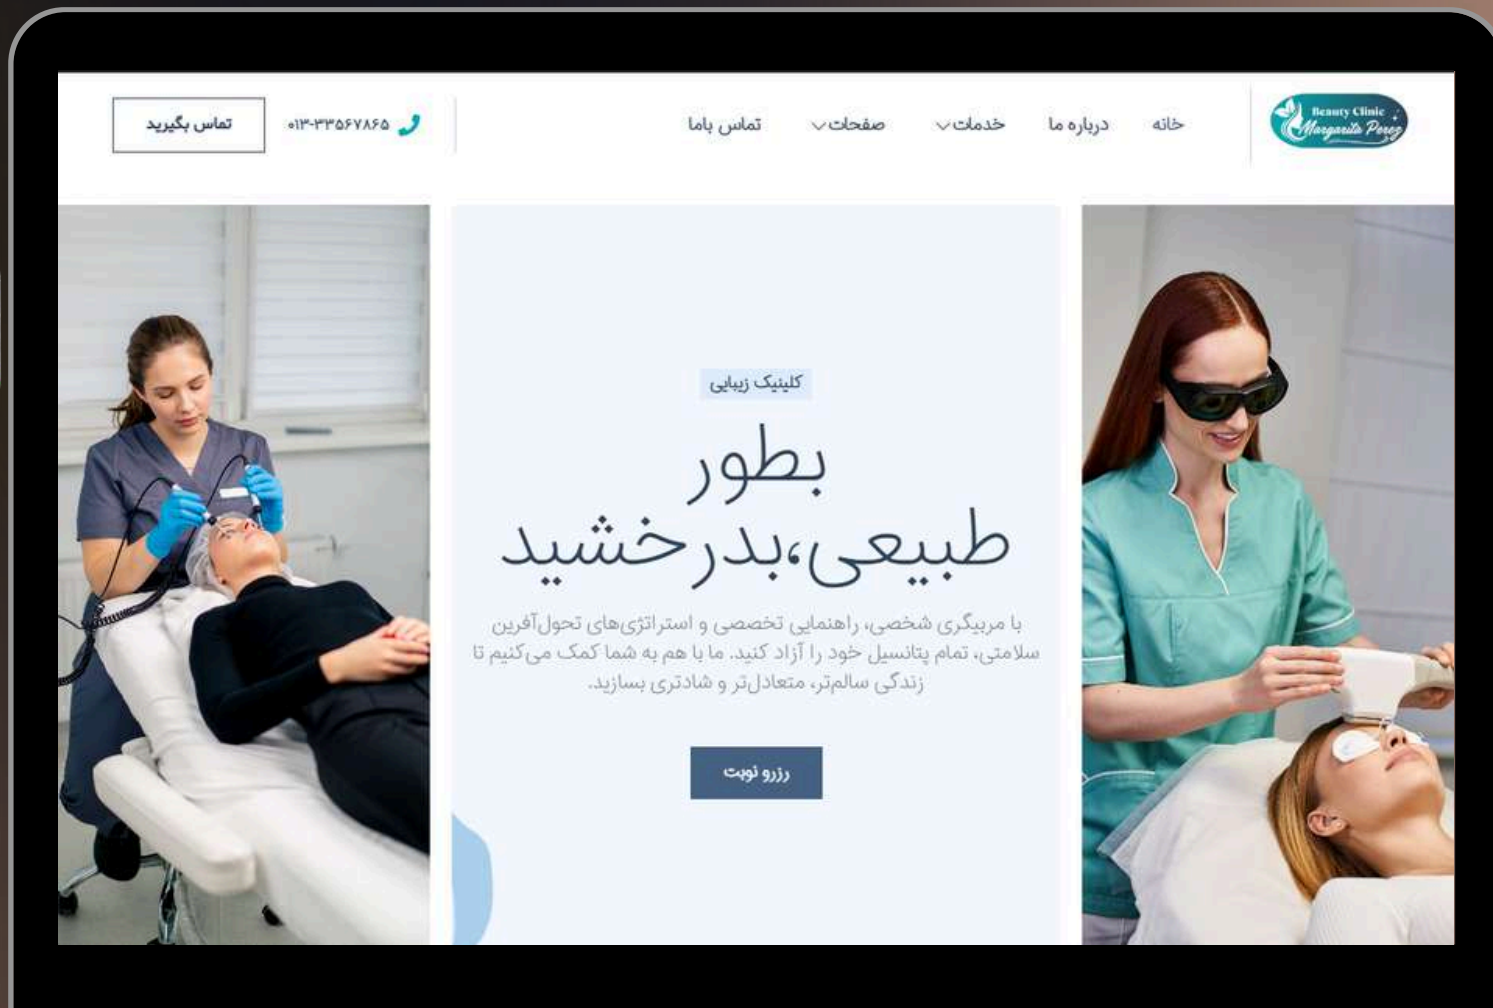 Beauty Clinic
Margarita Perez
خانه
درباره ما
خدمات
صفحات
تماس باما
۰۱۳-۳۳۵۶۷۸۶۵
تماس بگیرید
کلینیک زیبایی
بطور
طبیعی،بدرخشید
با مربیگری شخصی، راهنمایی تخصصی و استراتژی‌های تحول‌آفرین
سلامتی، تمام پتانسیل خود را آزاد کنید. ما با هم به شما کمک می‌کنیم تا
زندگی سالم‌تر، متعادل‌تر و شادتری بسازید.
رزرو نوبت